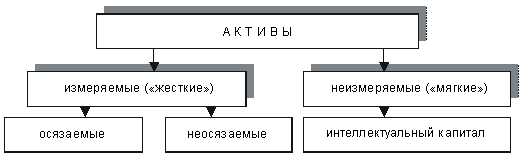 А К Т И В Ы
измеряемые («жесткие»)
неизмеряемые («мягкие»)
осязаемые
неосязаемые
интеллектуальный капитал